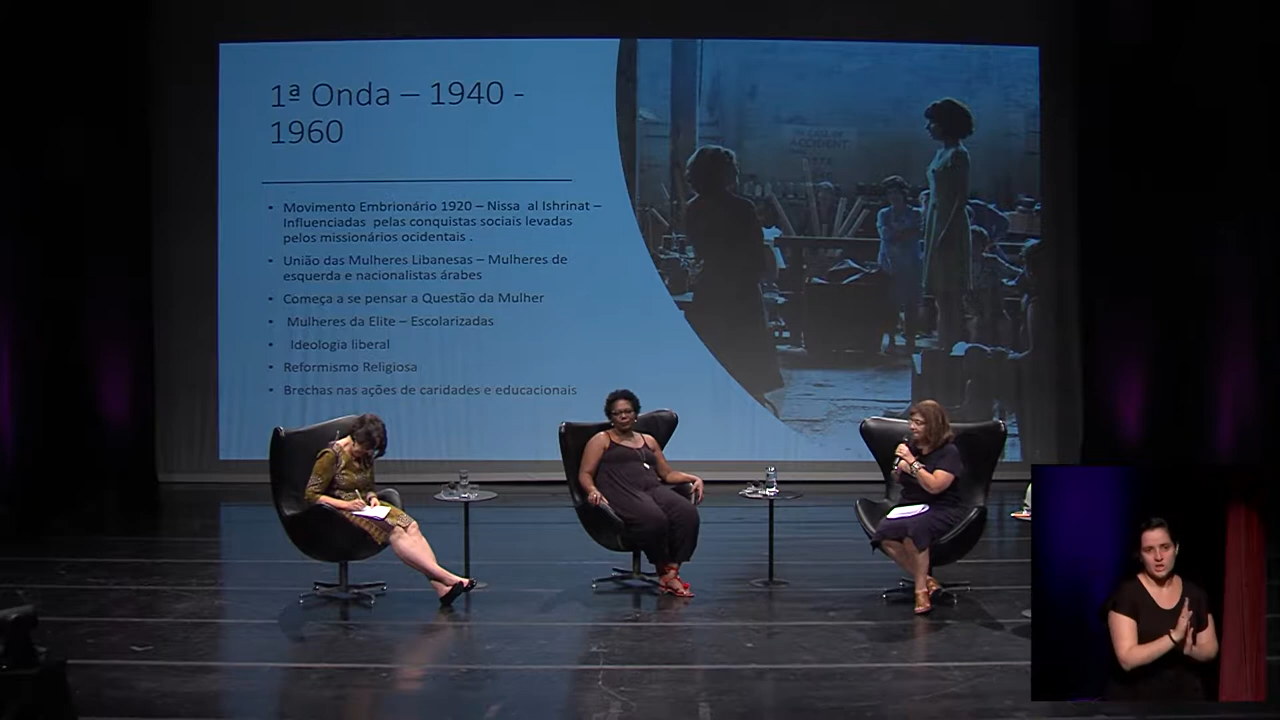 1ª Onda – 1940 -
1960
• Movimento Embrionário 1920 – Nissa al Ishrinat –
Influenciadas pelas conquistas sociais levadas
pelos missionários ocidentais .
• União das Mulheres Libanesas – Mulheres de
esquerda e nacionalistas árabes
• Começa a se pensar a Questão da Mulher
• Mulheres da Elite – Escolarizadas
• Ideologia liberal
• Reformismo Religiosa
• Brechas nas ações de caridades e educacionais
ACCIDENT